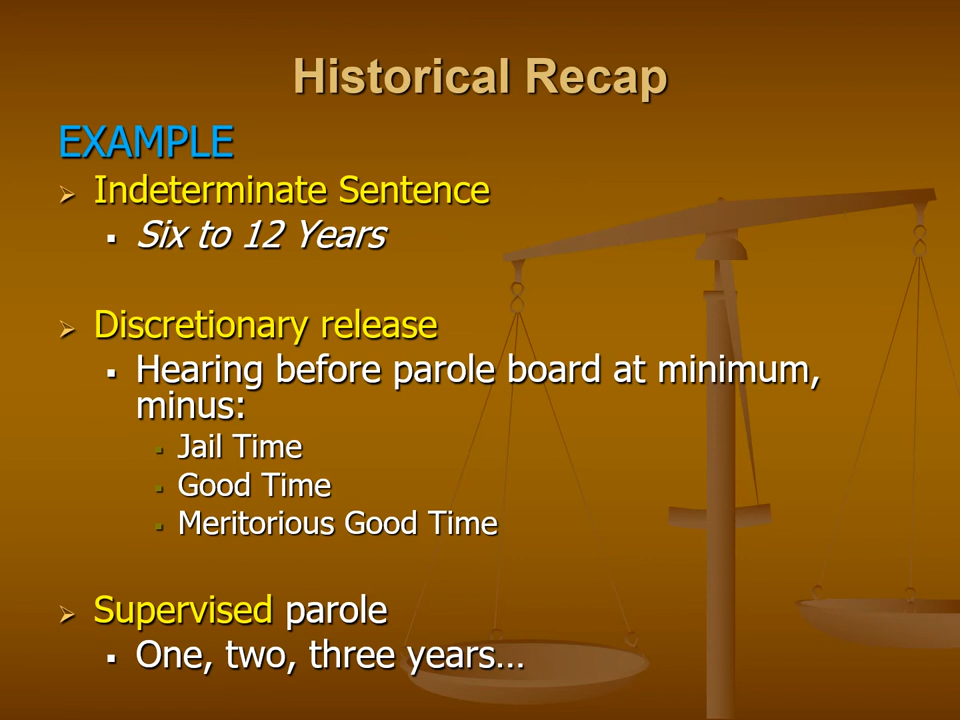 Historical Recap
EXAMPLE
Indeterminate Sentence
Six to 12 Years
Discretionary release
Hearing before parole board at minimum,
minus:
Jail Time
Good Time
Meritorious Good Time
Supervised parole
One, two, three years…